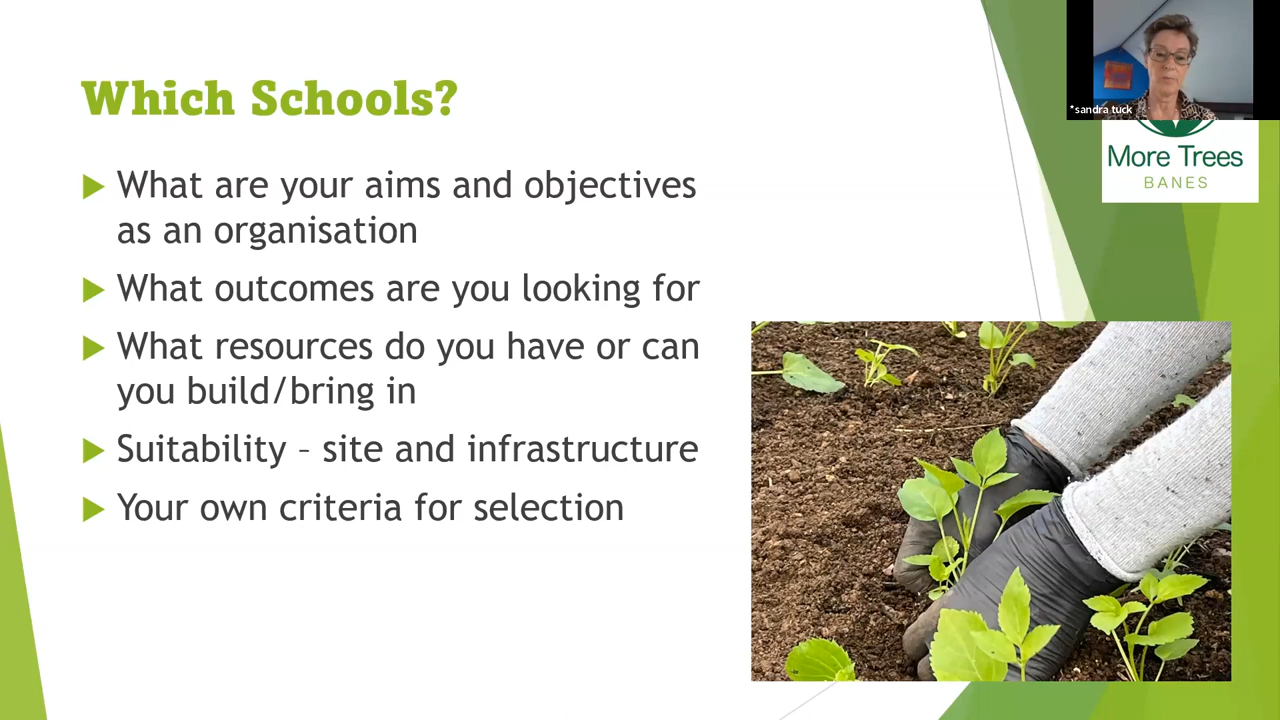 Which Schools?
What are your aims and objectives
as an organisation
What outcomes are you looking for
What resources do you have or can
you build/bring in
Suitability – site and infrastructure
Your own criteria for selection
*sandra tuck
More Trees
BANES